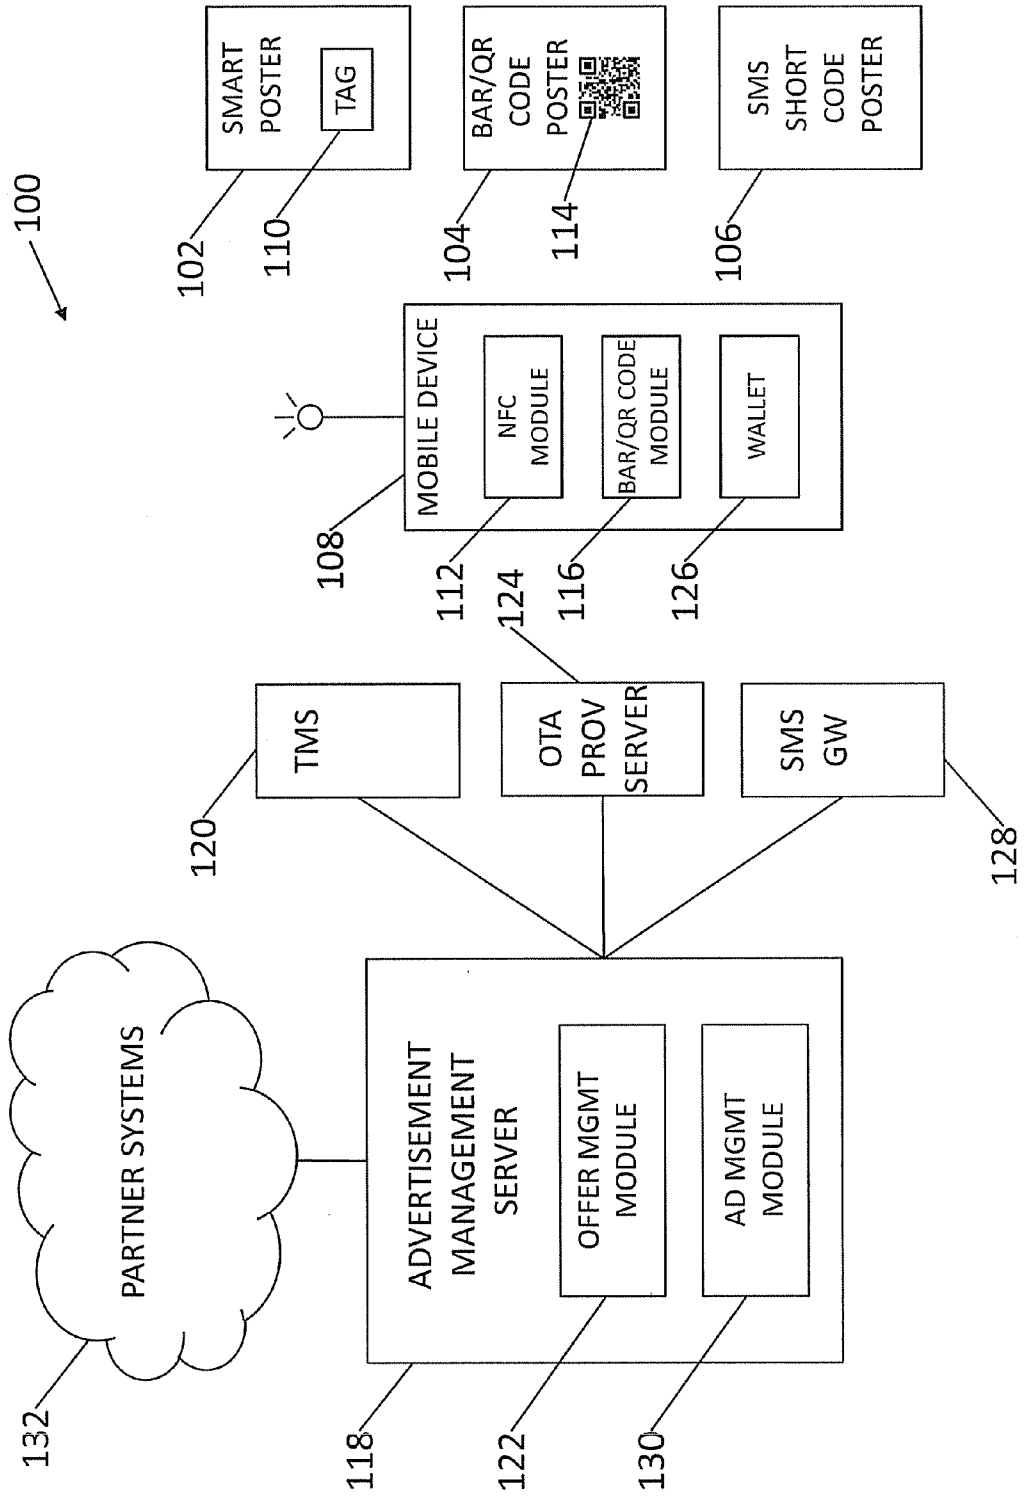 100
SMART
POSTER
TAG
102
110
BAR/QR
CODE
POSTER
104
114
SMS
SHORT
CODE
POSTER
106
MOBILE DEVICE
108
NFC
MODULE
112
BAR/QR CODE
MODULE
116
WALLET
126
TMS
120
OTA
PROV
SERVER
124
SMS
GW
128
PARTNER SYSTEMS
132
ADVERTISEMENT
MANAGEMENT
SERVER
118
OFFER MGMT
MODULE
122
AD MGMT
MODULE
130